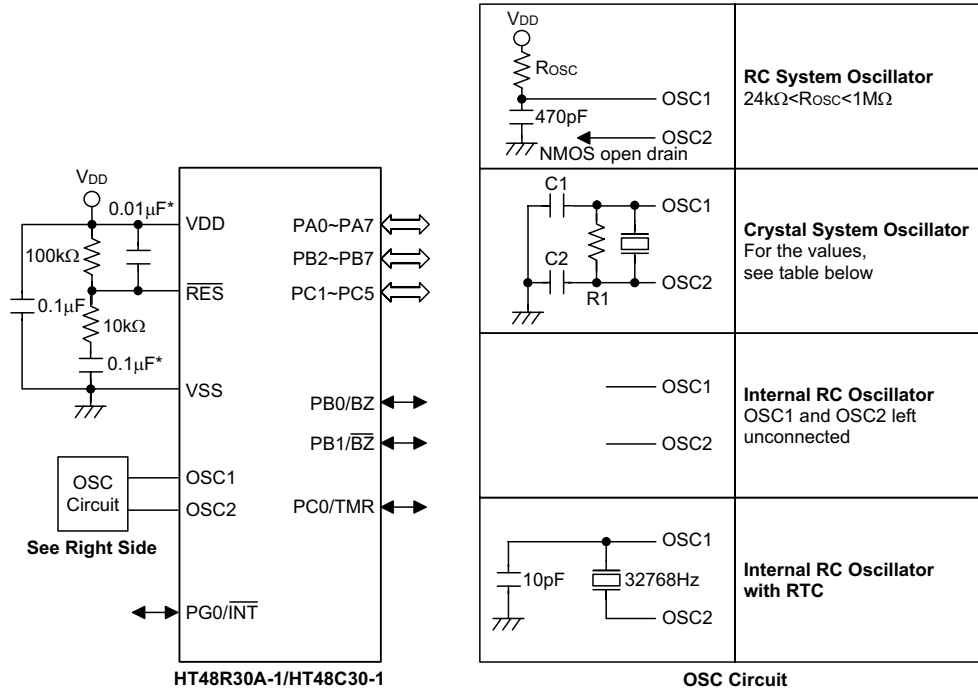 VDD
0.01µF*
100kΩ
0.1µF
10kΩ
0.1µF*
VDD
RES
VSS
OSC1
OSC2
PG0/INT
PA0~PA7
PB2~PB7
PC1~PC5
PB0/BZ
PB1/BZ
PC0/TMR
OSC
Circuit
See Right Side
HT48R30A-1/HT48C30-1
VDD
ROSC
OSC1
470pF
OSC2
NMOS open drain
RC System Oscillator
24kΩ<ROSC<1MΩ
C1
OSC1
C2
OSC2
R1
Crystal System Oscillator
For the values,
see table below
OSC1
OSC2
Internal RC Oscillator
OSC1 and OSC2 left
unconnected
OSC1
10pF
32768Hz
OSC2
Internal RC Oscillator
with RTC
OSC Circuit